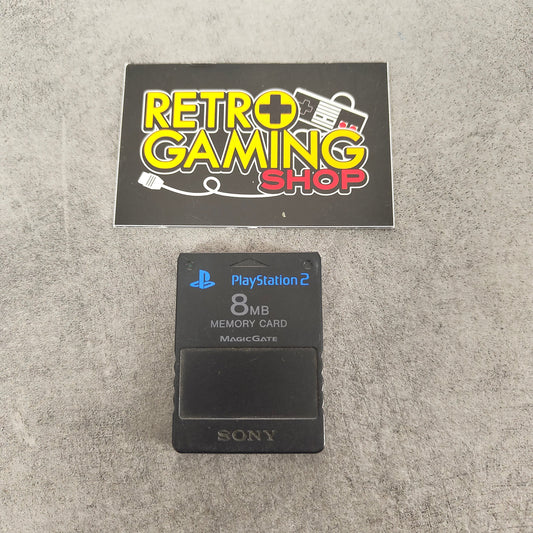 RETRO
GAMING
SHOP
PlayStation 2
8MB
MEMORY CARD
MAGICGATE
SONY